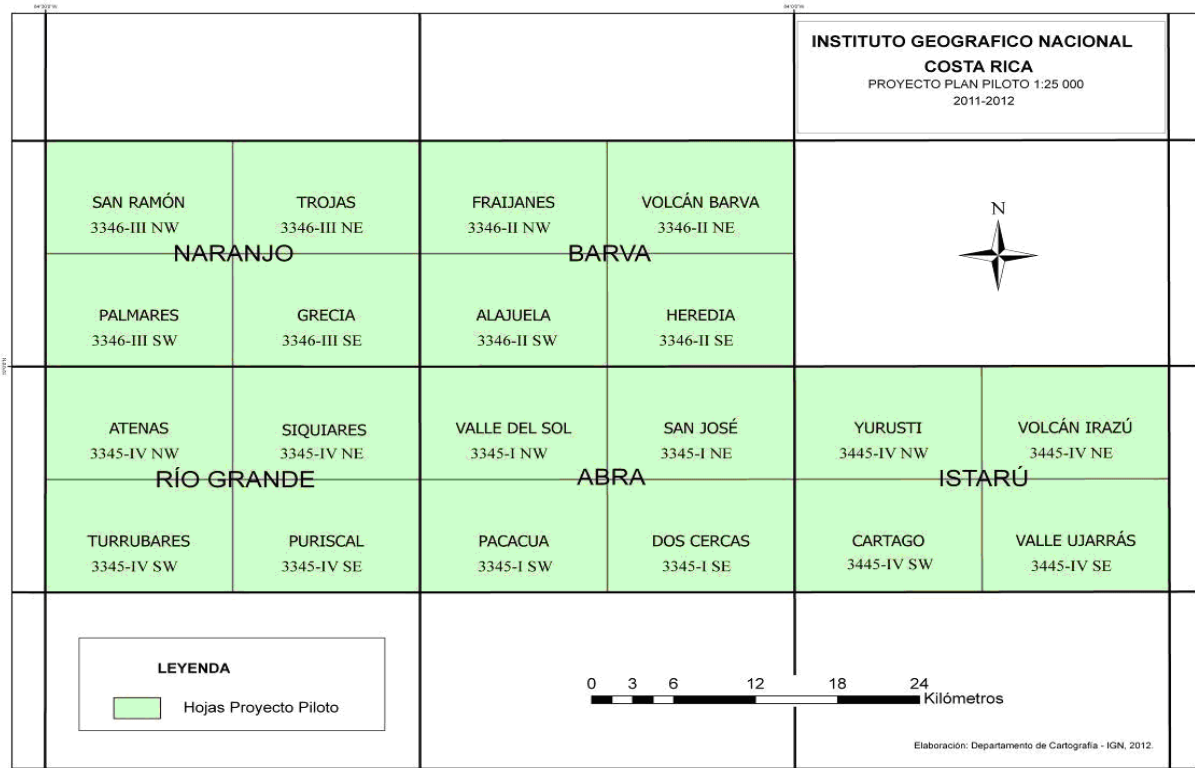 INSTITUTO GEOGRAFICO NACIONAL
COSTA RICA
PROYECTO PLAN PILOTO 1:25 000
2011-2012
N
SAN RAMÓN
3346-III NW
TROJAS
3346-III NE
NARANJO
PALMARES
3346-III SW
GRECIA
3346-III SE
FRAIJANES
3346-II NW
VOLCÁN BARVA
3346-II NE
BARVA
ALAJUELA
3346-II SW
HEREDIA
3346-II SE
ATENAS
3345-IV NW
SIQUIARES
3345-IV NE
RÍO GRANDE
TURRUBARES
3345-IV SW
PURISCAL
3345-IV SE
VALLE DEL SOL
3345-I NW
SAN JOSÉ
3345-I NE
ABRA
PACACUA
3345-I SW
DOS CERCAS
3345-I SE
YURUSTI
3445-IV NW
VOLCÁN IRAZÚ
3445-IV NE
ISTARÚ
CARTAGO
3445-IV SW
VALLE UJARRÁS
3445-IV SE
LEYENDA
Hojas Proyecto Piloto
0 3 6 12 18 24
Kilómetros
Elaboración: Departamento de Cartografía - IGN, 2012.